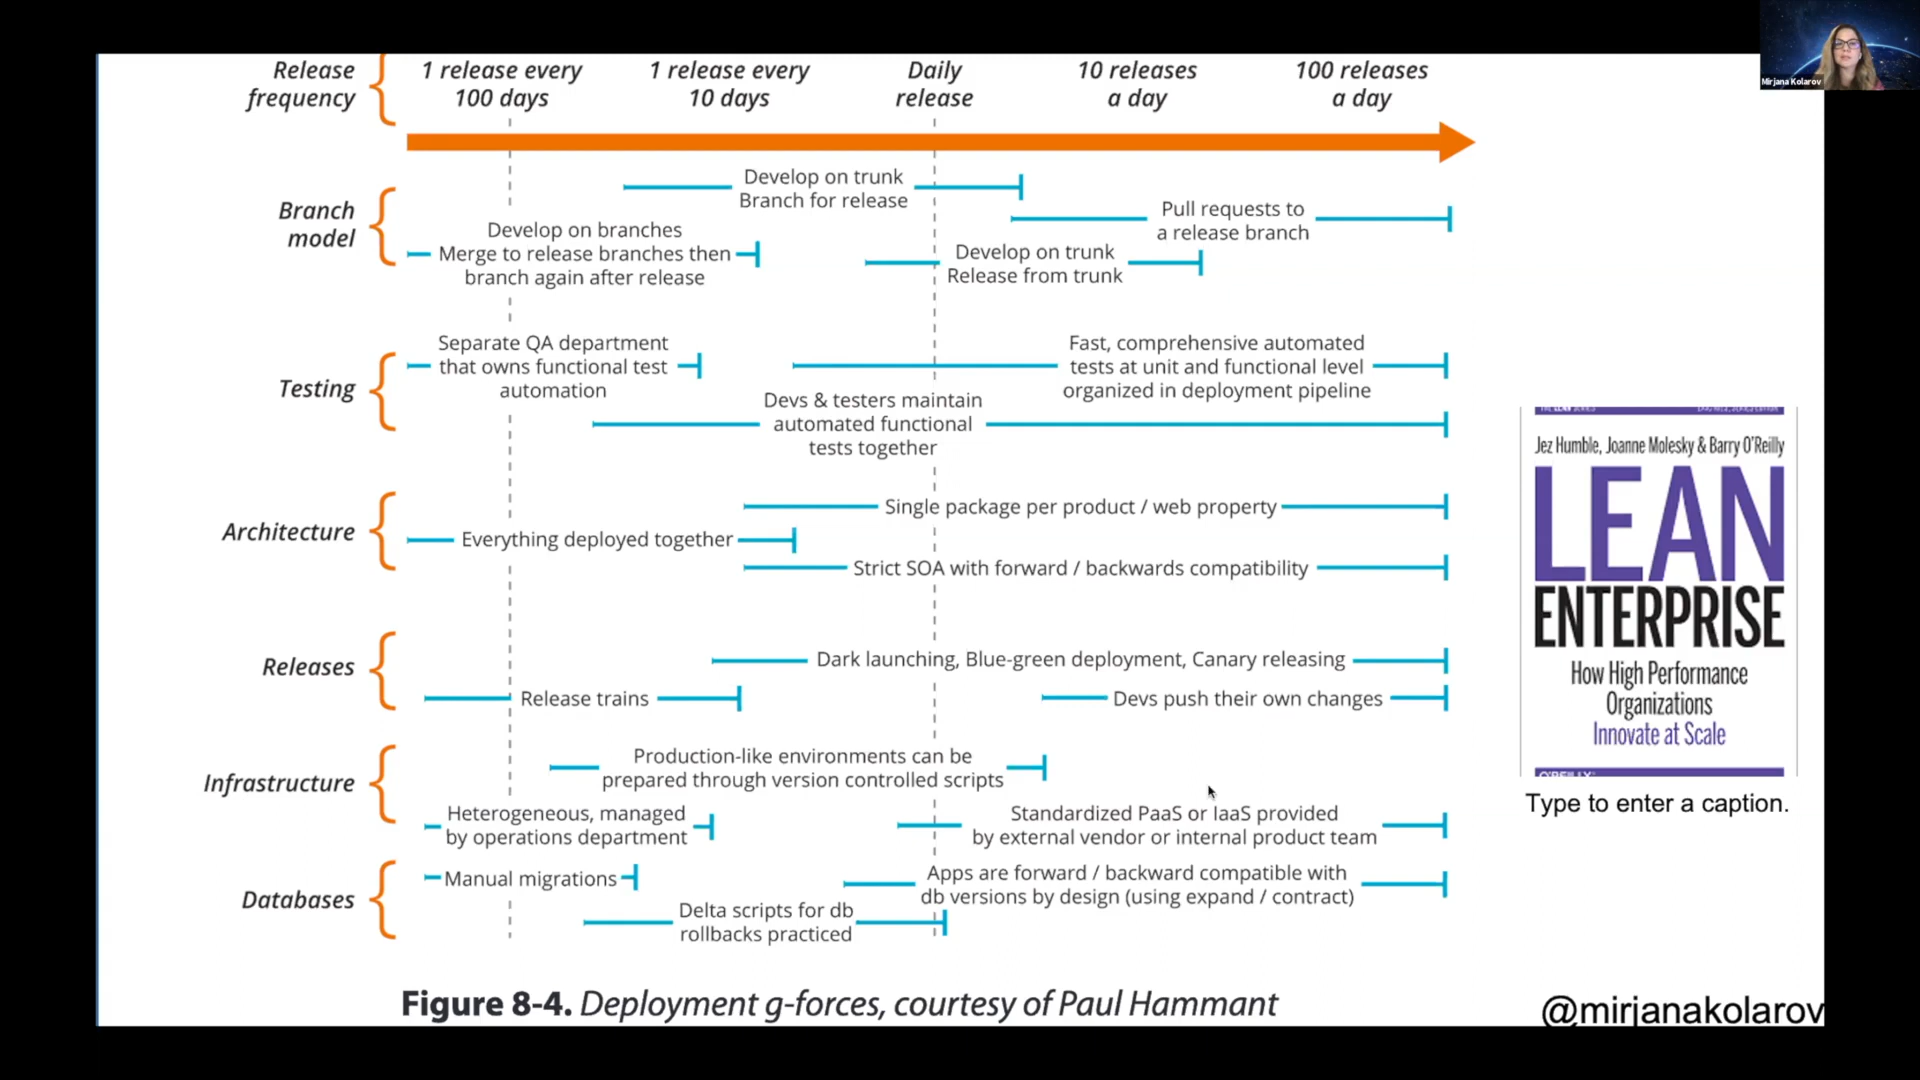 Release
frequency
1 release every
100 days
1 release every
10 days
Daily
release
10 releases
a day
100 releases
a day
Branch
model
Develop on trunk
Branch for release
Pull requests to
a release branch
Develop on branches
Merge to release branches then
branch again after release
Develop on trunk
Release from trunk
Testing
Separate QA department
that owns functional test
automation
Fast, comprehensive automated
tests at unit and functional level
organized in deployment pipeline
Devs & testers maintain
automated functional
tests together
Architecture
Single package per product / web property
Everything deployed together
Strict SOA with forward / backwards compatibility
Releases
Dark launching, Blue-green deployment, Canary releasing
Release trains
Devs push their own changes
Infrastructure
Production-like environments can be
prepared through version controlled scripts
Heterogeneous, managed
by operations department
Standardized PaaS or IaaS provided
by external vendor or internal product team
Databases
Manual migrations
Apps are forward / backward compatible with
db versions by design (using expand / contract)
Delta scripts for db
rollbacks practiced
Figure 8-4. Deployment g-forces, courtesy of Paul Hammant
Mirjana Kolarov
Jez Humble, Joanne Molesky & Barry O'Reilly
LEAN
ENTERPRISE
How High Performance
Organizations
Innovate at Scale
O'REILLY
Type to enter a caption.
@mirjanakolarov